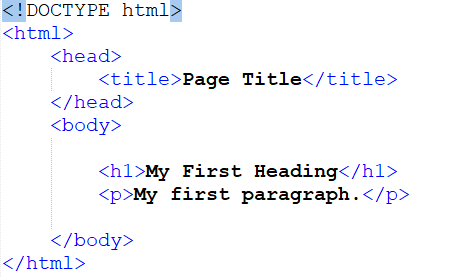 <!DOCTYPE html>
<html>
<head>
<title>Page Title</title>
</head>
<body>
<h1>My First Heading</h1>
<p>My first paragraph.</p>
</body>
</html>